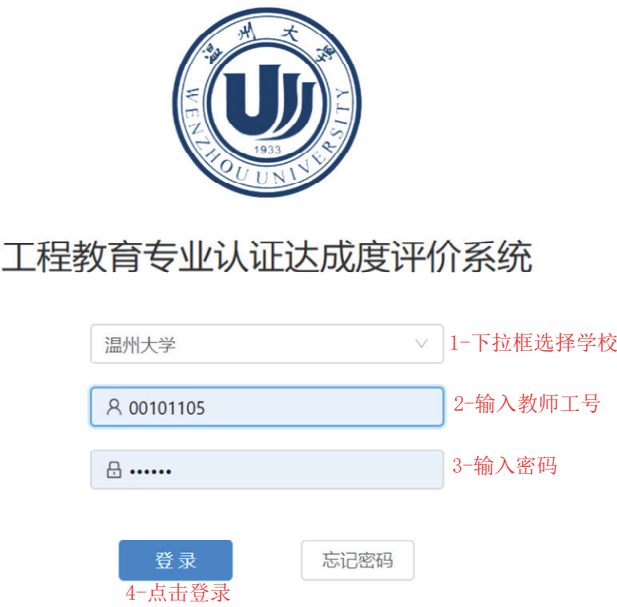 温州大学
WENZHOU UNIVERSITY
1933
工程教育专业认证达成度评价系统
温州大学
1-下拉框选择学校
00101105
2-输入教师工号
••••••
3-输入密码
登 录
忘记密码
4-点击登录